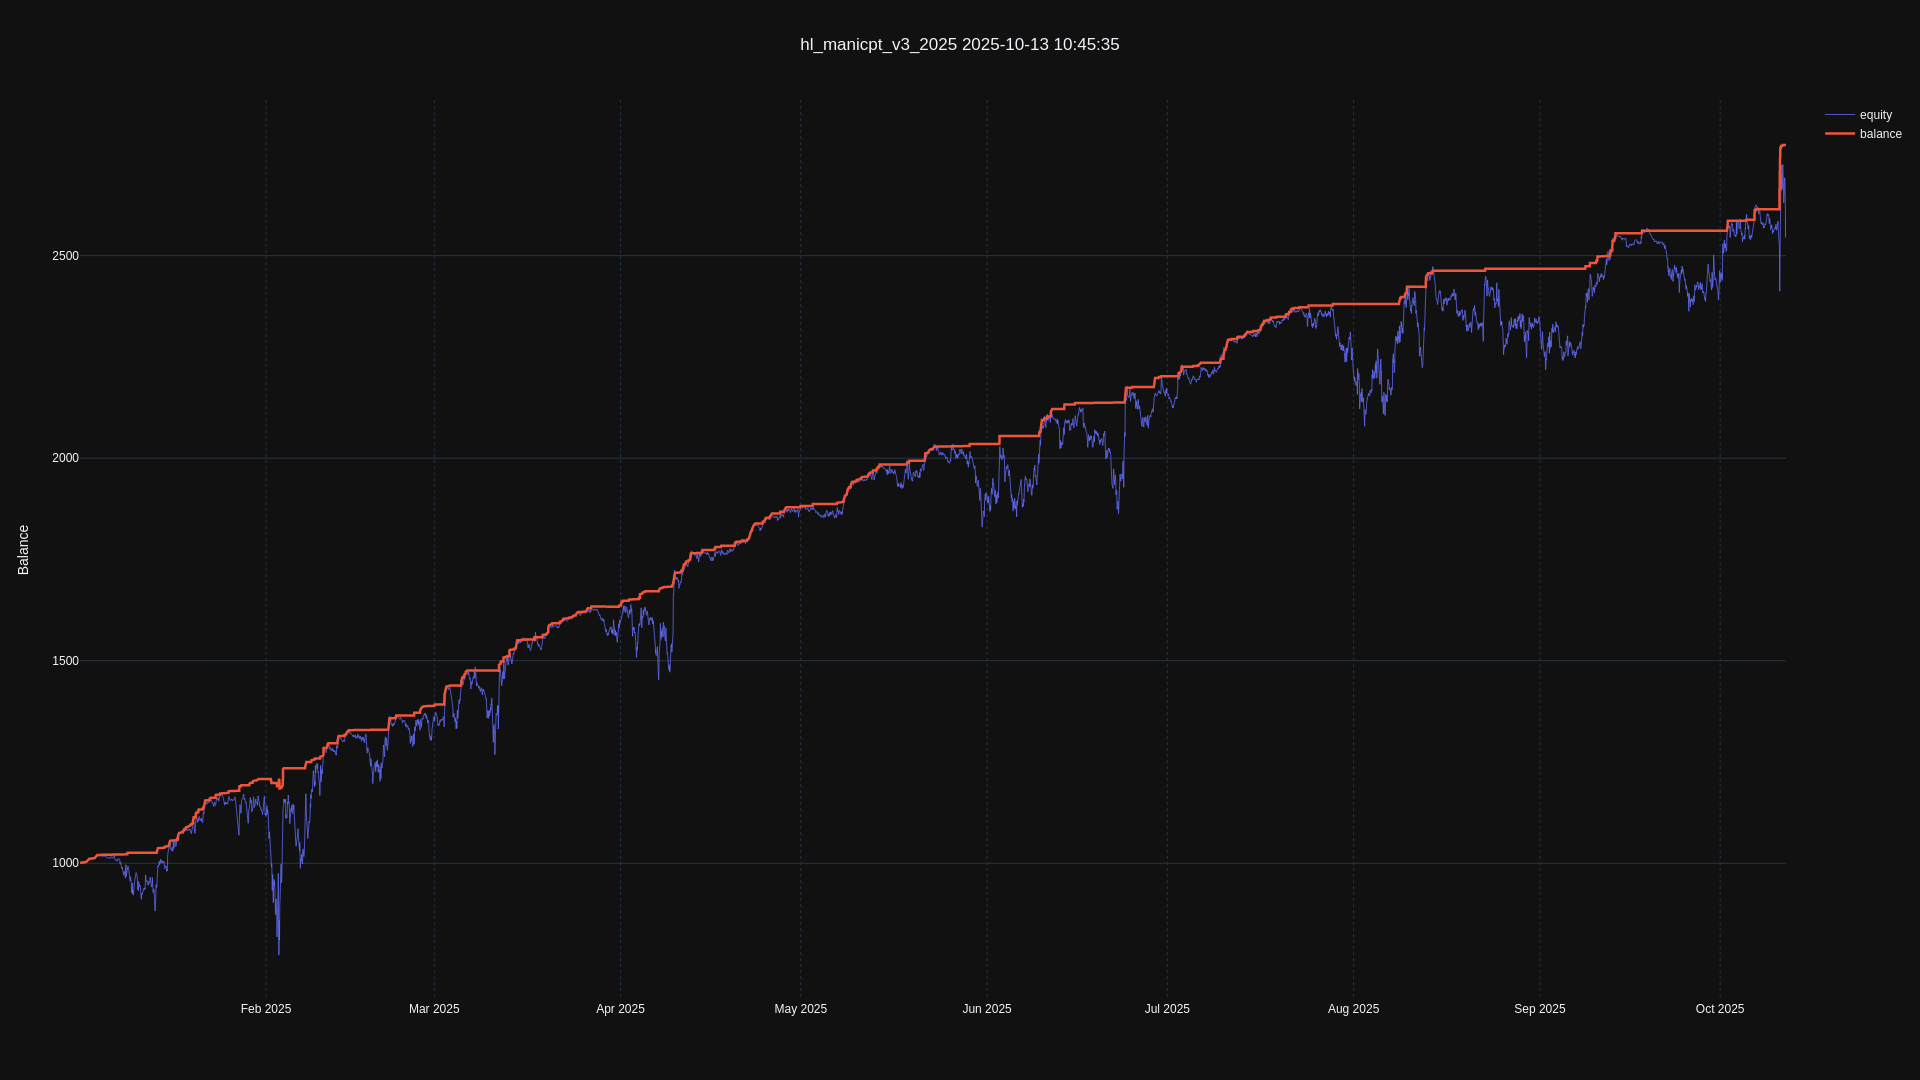 hl_manicpt_v3_2025 2025-10-13 10:45:35
equity
balance
2500
2000
1500
1000
Balance
Feb 2025
Mar 2025
Apr 2025
May 2025
Jun 2025
Jul 2025
Aug 2025
Sep 2025
Oct 2025